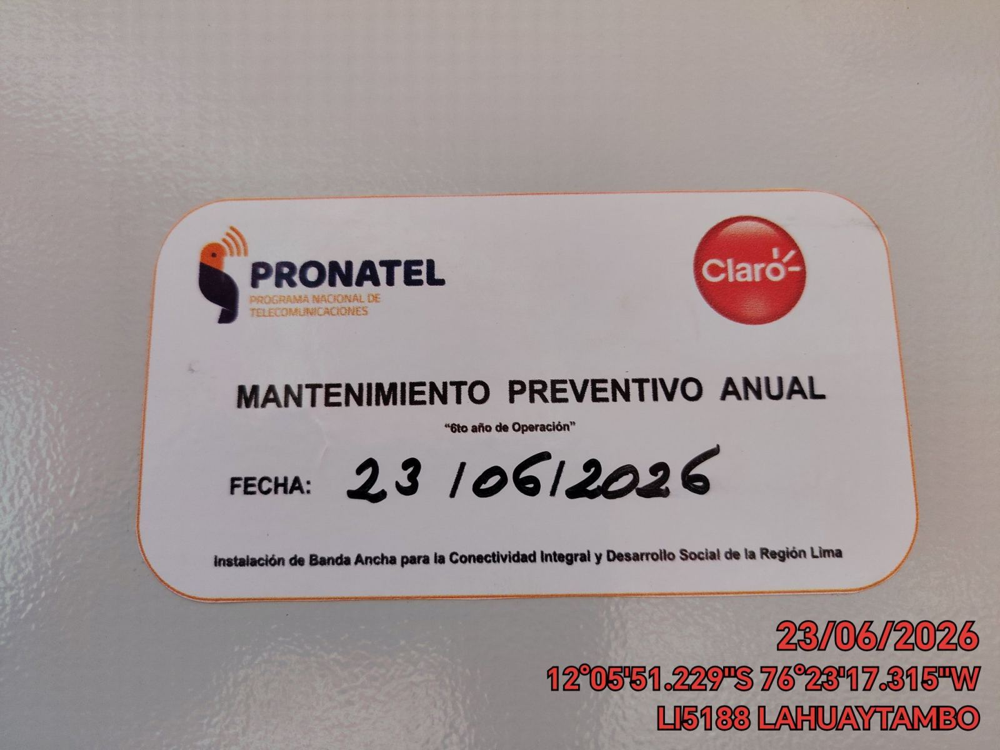 PRONATEL
PROGRAMA NACIONAL DE
TELECOMUNICACIONES
Claro
MANTENIMIENTO PREVENTIVO ANUAL
"6to año de Operación"
FECHA: 23/06/2026
Instalación de Banda Ancha para la Conectividad Integral y Desarrollo Social de la Región Lima
23/06/2026
12°05'51.229"S 76°23'17.315"W
LI5188 LAHUAYTAMBO